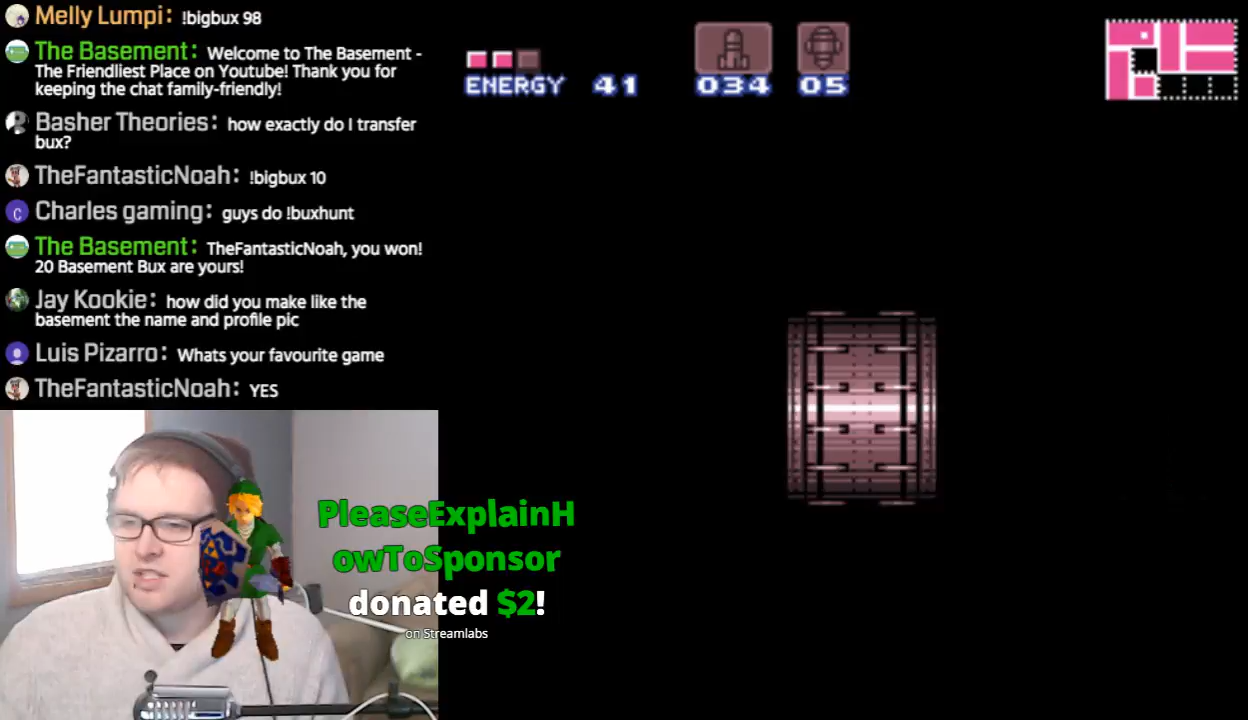 Melly Lumpi: !bigbux 98
The Basement: Welcome to The Basement -
The Friendliest Place on Youtube! Thank you for
keeping the chat family-friendly!
Basher Theories: how exactly do I transfer
bux?
TheFantasticNoah: !bigbux 10
Charles gaming: guys do !buxhunt
The Basement: TheFantasticNoah, you won!
20 Basement Bux are yours!
Jay Kookie: how did you make like the
basement the name and profile pic
Luis Pizarro: Whats your favourite game
TheFantasticNoah: YES
ENERGY 41 034 05
C
PleaseExplainH
owToSponsor
donated $2!
on Streamlabs